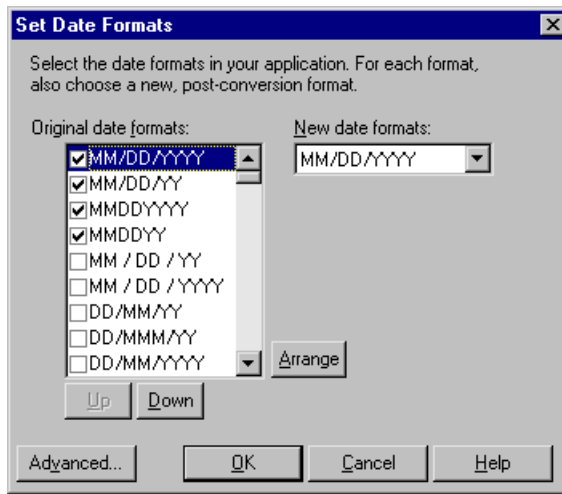 Set Date Formats
Select the date formats in your application. For each format,
also choose a new, post-conversion format.
Original date formats:
New date formats:
MM/DD/YYYY
MM/DD/YYYY
MM/DD/YY
MMDDYYYY
MMDDYY
MM / DD / YY
MM / DD / YYYY
DD/MM/YY
DD/MMM/YY
DD/MM/YYYY
Arrange
Up
Down
Advanced...
OK
Cancel
Help